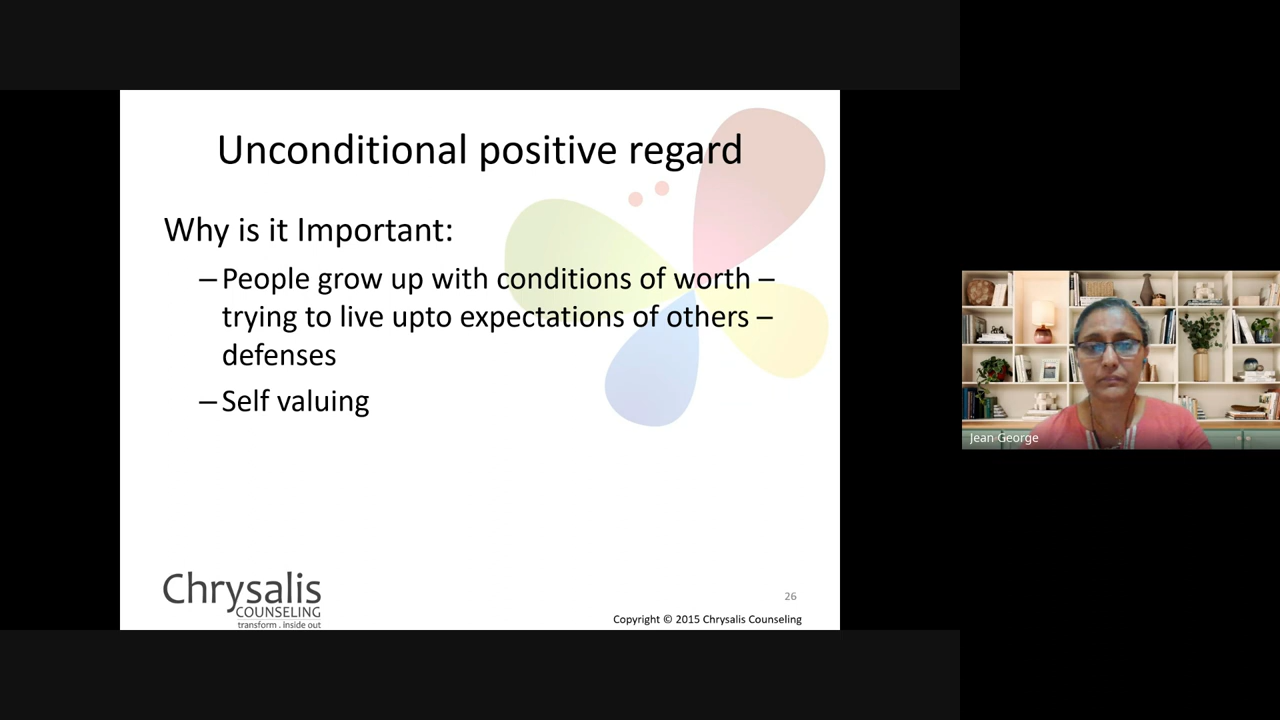 Unconditional positive regard
Why is it Important:
– People grow up with conditions of worth –
trying to live upto expectations of others –
defenses
– Self valuing
Chrysalis
COUNSELING
transform . inside out
26
Copyright © 2015 Chrysalis Counseling
Jean George